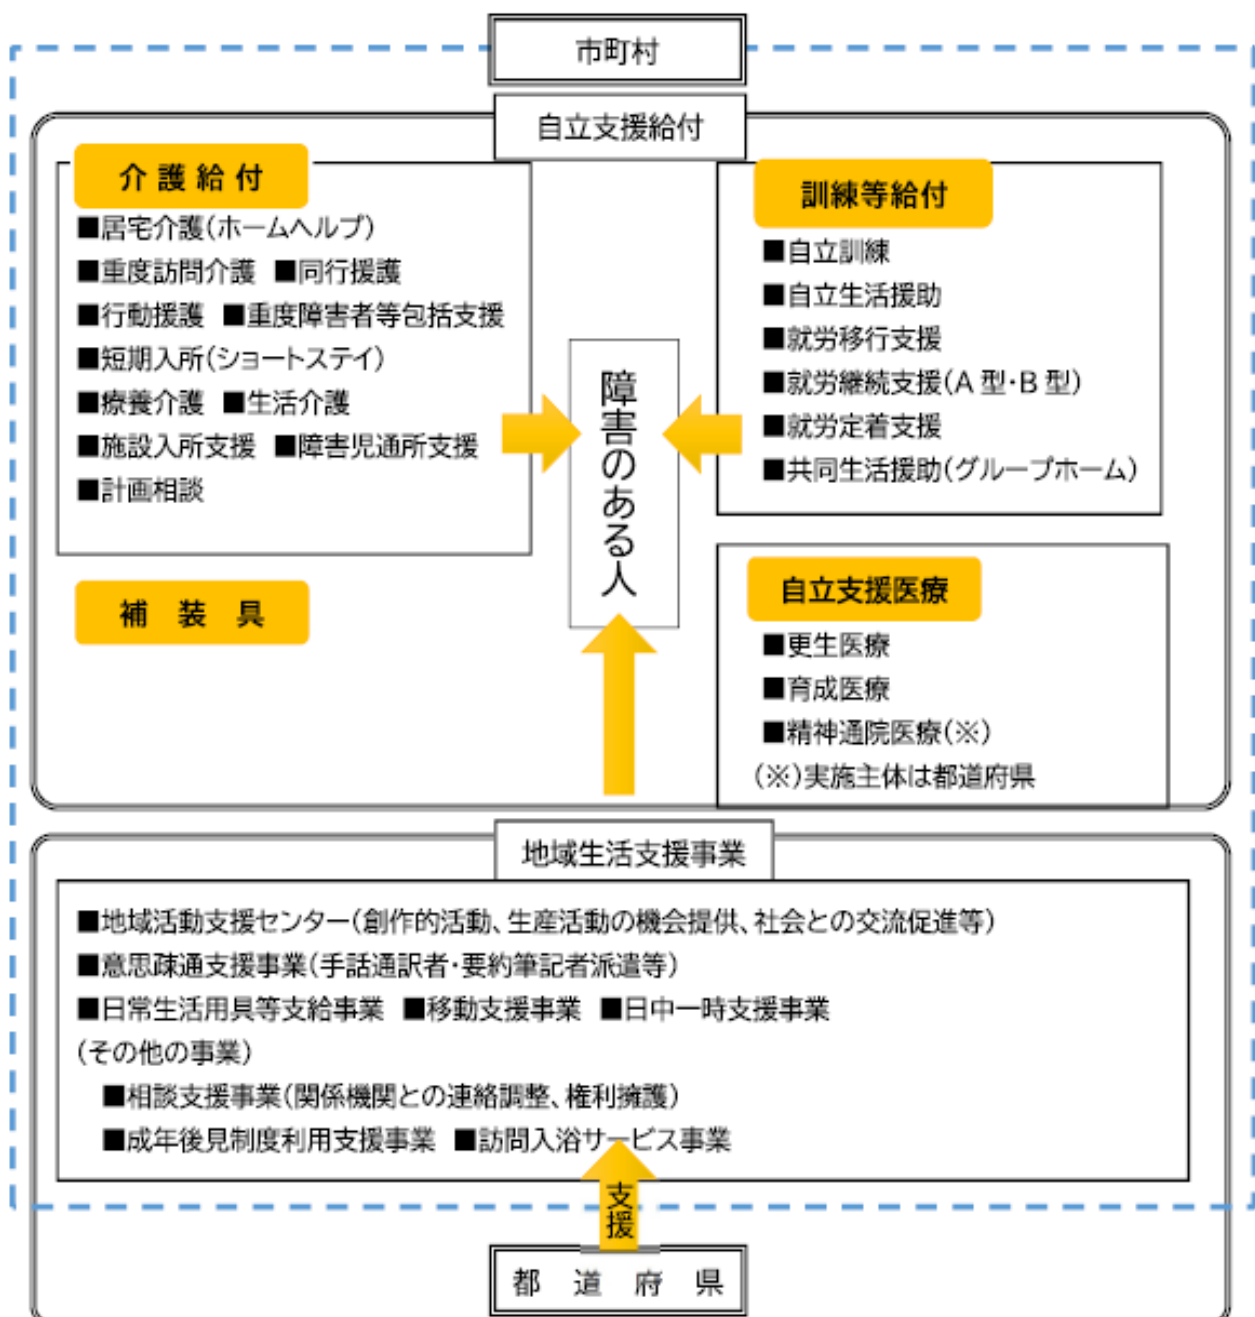 市町村
自立支援給付
介護給付
■居宅介護(ホームヘルプ)
■重度訪問介護 ■同行援護
■行動援護 ■重度障害者等包括支援
■短期入所(ショートステイ)
■療養介護 ■生活介護
■施設入所支援 ■障害児通所支援
■計画相談
補装具
障害のある人
訓練等給付
■自立訓練
■自立生活援助
■就労移行支援
■就労継続支援(A型・B型)
■就労定着支援
■共同生活援助(グループホーム)
自立支援医療
■更生医療
■育成医療
■精神通院医療(※)
(※)実施主体は都道府県
地域生活支援事業
■地域活動支援センター(創作的活動、生産活動の機会提供、社会との交流促進等)
■意思疎通支援事業(手話通訳者・要約筆記者派遣等)
■日常生活用具等支給事業 ■移動支援事業 ■日中一時支援事業
(その他の事業)
■相談支援事業(関係機関との連絡調整、権利擁護)
■成年後見制度利用支援事業 ■訪問入浴サービス事業
支援
都道府県